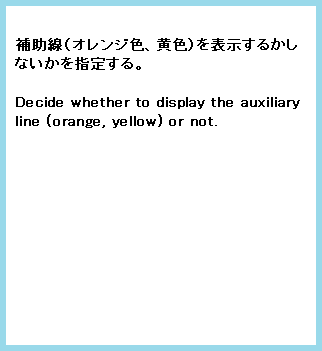 補助線(オレンジ色、黄色)を表示するかし
ないかを指定する。
Decide whether to display the auxiliary
line (orange, yellow) or not.